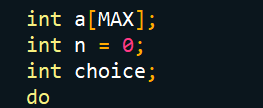 int a[MAX];
int n = 0;
int choice;
do